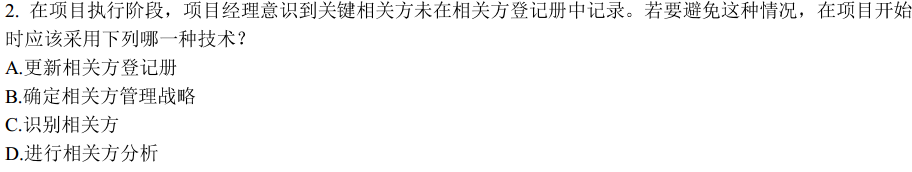 2. 在项目执行阶段，项目经理意识到关键相关方未在相关方登记册中记录。若要避免这种情况，在项目开始
时应该采用下列哪一种技术？
A.更新相关方登记册
B.确定相关方管理战略
C.识别相关方
D.进行相关方分析